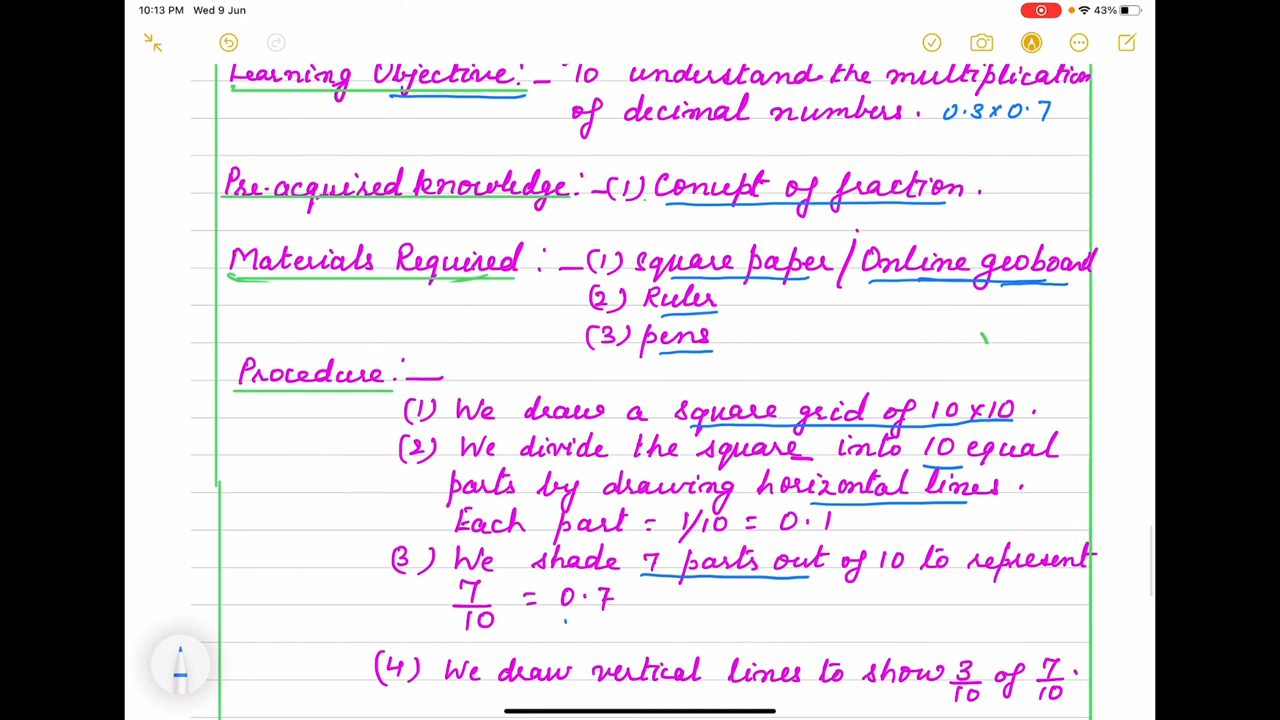 10:13 PM Wed 9 Jun 43%
Learning Objective:- To understand the multiplication
of decimal numbers. 0.3×0.7
Pre-acquired knowledge:-(1) Concept of fraction.
Materials Required:-(1) Square paper/Online geoboard
(2) Ruler
(3) pens
Procedure:—
(1) We draw a square grid of 10×10.
(2) We divide the square into 10 equal
parts by drawing horizontal lines.
Each part = 1/10 = 0.1
(3) We shade 7 parts out of 10 to represent
7/10 = 0.7
(4) We draw vertical lines to show 3/10 of 7/10.